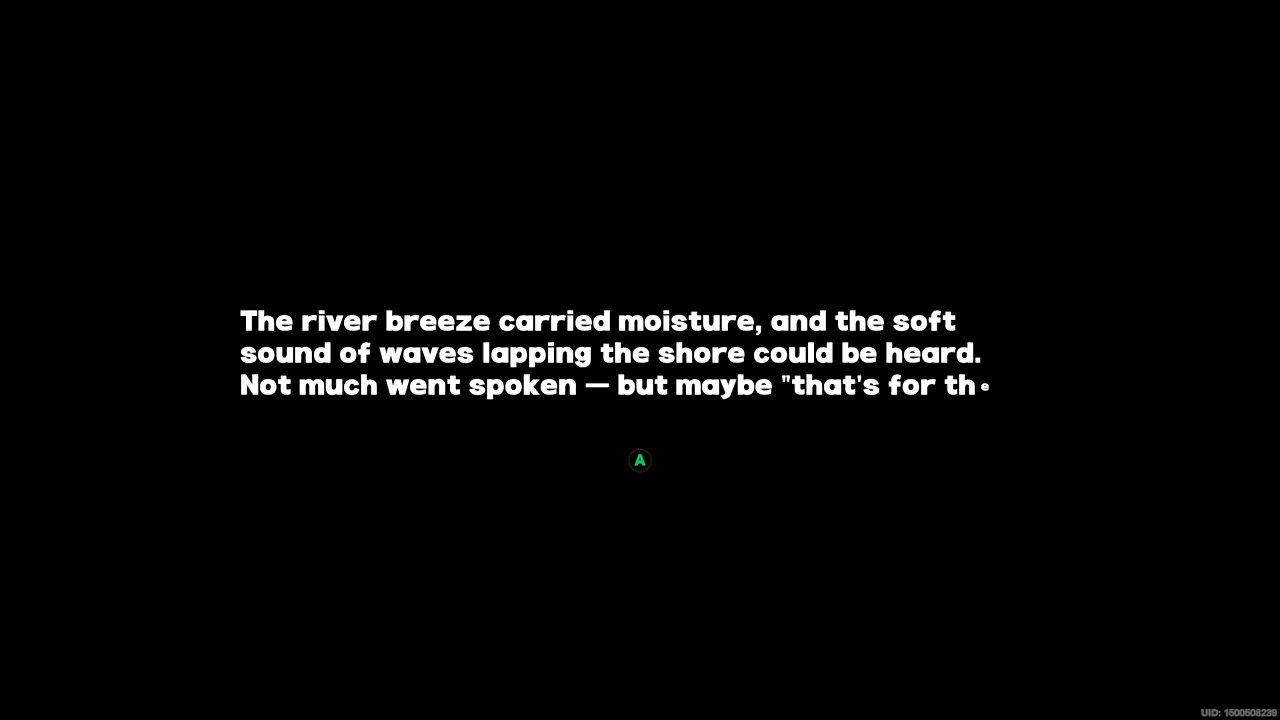 The river breeze carried moisture, and the soft
sound of waves lapping the shore could be heard.
Not much went spoken — but maybe "that's for the
A
UID: 1500508239